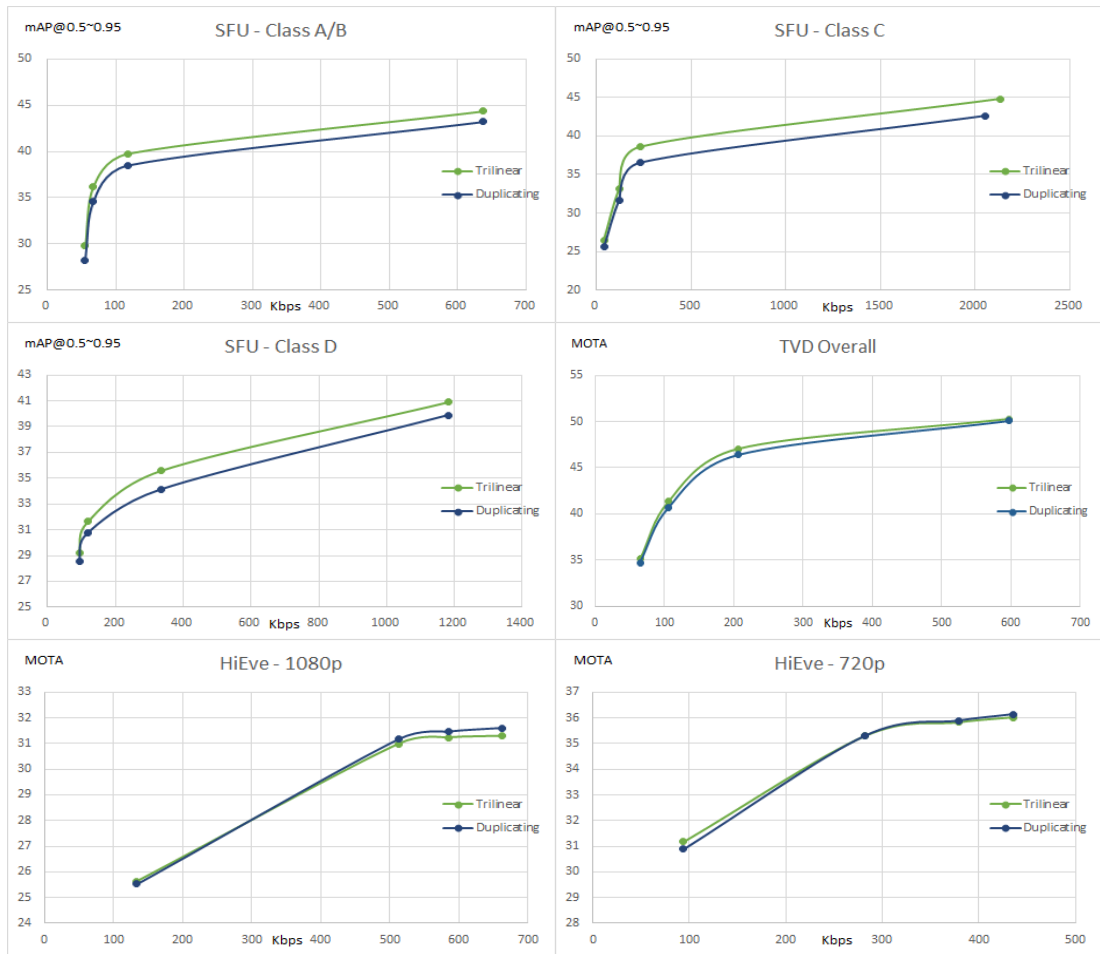 mAP@0.5~0.95
SFU - Class A/B
50
45
40
35
30
25
0 100 200 300 400 500 600 700
Kbps
Trilinear
Duplicating
mAP@0.5~0.95
SFU - Class C
50
45
40
35
30
25
20
0 500 1000 1500 2000 2500
Kbps
Trilinear
Duplicating
mAP@0.5~0.95
SFU - Class D
43
41
39
37
35
33
31
29
27
25
0 200 400 600 800 1000 1200 1400
Kbps
Trilinear
Duplicating
MOTA
TVD Overall
55
50
45
40
35
30
0 100 200 300 400 500 600 700
Kbps
Trilinear
Duplicating
MOTA
HiEve - 1080p
33
32
31
30
29
28
27
26
25
24
0 100 200 300 400 500 600 700
Kbps
Trilinear
Duplicating
MOTA
HiEve - 720p
37
36
35
34
33
32
31
30
29
28
0 100 200 300 400 500
Kbps
Trilinear
Duplicating